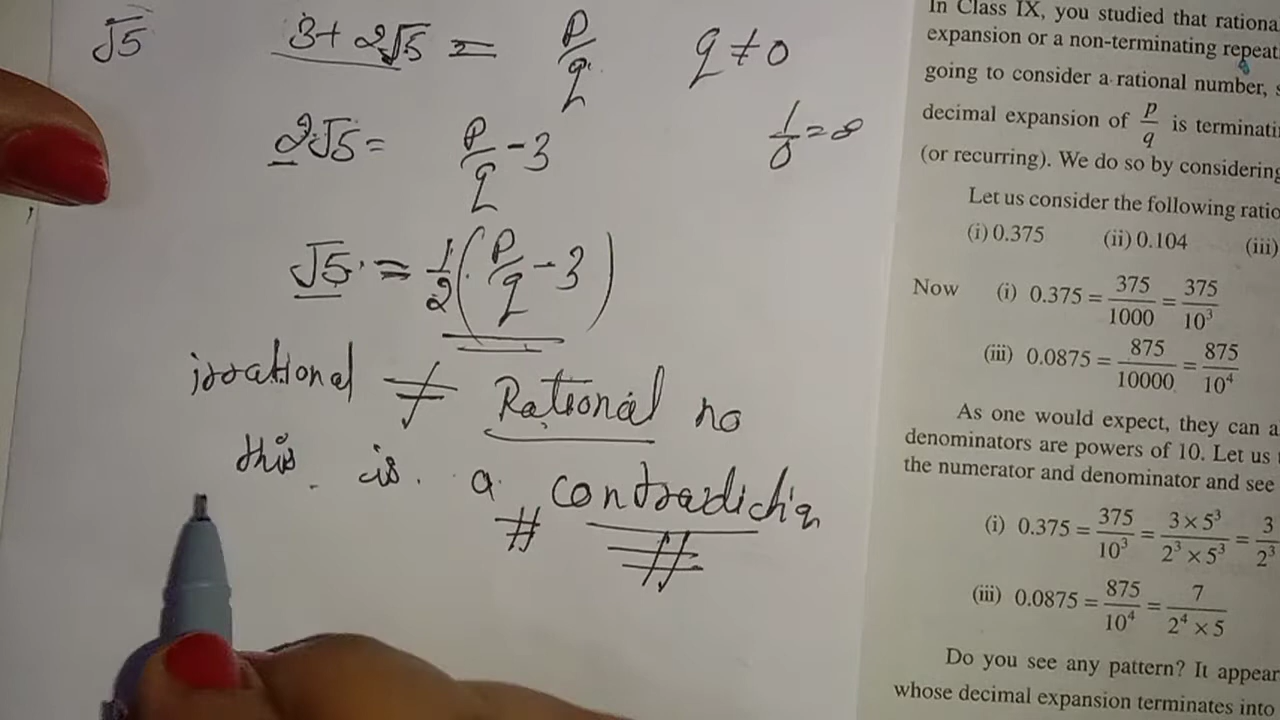 √5 3+2√5 = p/q q ≠ 0
2√5 = p/q - 3 1/0 = ∞
√5 = 1/2 (p/q - 3)
irrational ≠ Rational no
this is a contradiction
In Class IX, you studied that rationa
expansion or a non-terminating repeat
going to consider a rational number, s
decimal expansion of p/q is terminati
(or recurring). We do so by considering
Let us consider the following ratio
(i) 0.375 (ii) 0.104 (iii)
Now (i) 0.375 = 375/1000 = 375/10³
(iii) 0.0875 = 875/10000 = 875/10⁴
As one would expect, they can a
denominators are powers of 10. Let us
the numerator and denominator and see
(i) 0.375 = 375/10³ = 3 × 5³/2³ × 5³ = 3/2³
(iii) 0.0875 = 875/10⁴ = 7/2⁴ × 5
Do you see any pattern? It appear
whose decimal expansion terminates into